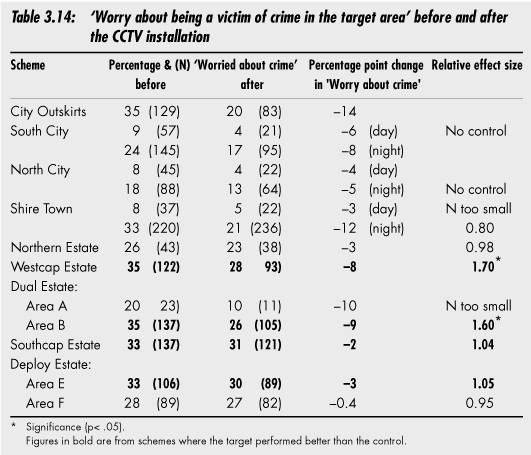 Table 3.14: ‘Worry about being a victim of crime in the target area’ before and after
the CCTV installation
Scheme Percentage & (N) ‘Worried about crime’ Percentage point change Relative effect size
before after in 'Worry about crime'
City Outskirts 35 (129) 20 (83) –14
South City 9 (57) 4 (21) –6 (day) No control
24 (145) 17 (95) –8 (night)
North City 8 (45) 4 (22) –4 (day)
18 (88) 13 (64) –5 (night) No control
Shire Town 8 (37) 5 (22) –3 (day) N too small
33 (220) 21 (236) –12 (night) 0.80
Northern Estate 26 (43) 23 (38) –3 0.98
Westcap Estate 35 (122) 28 93) –8 1.70*
Dual Estate:
Area A 20 23) 10 (11) –10 N too small
Area B 35 (137) 26 (105) –9 1.60*
Southcap Estate 33 (137) 31 (121) –2 1.04
Deploy Estate:
Area E 33 (106) 30 (89) –3 1.05
Area F 28 (89) 27 (82) –0.4 0.95
* Significance (p< .05).
Figures in bold are from schemes where the target performed better than the control.